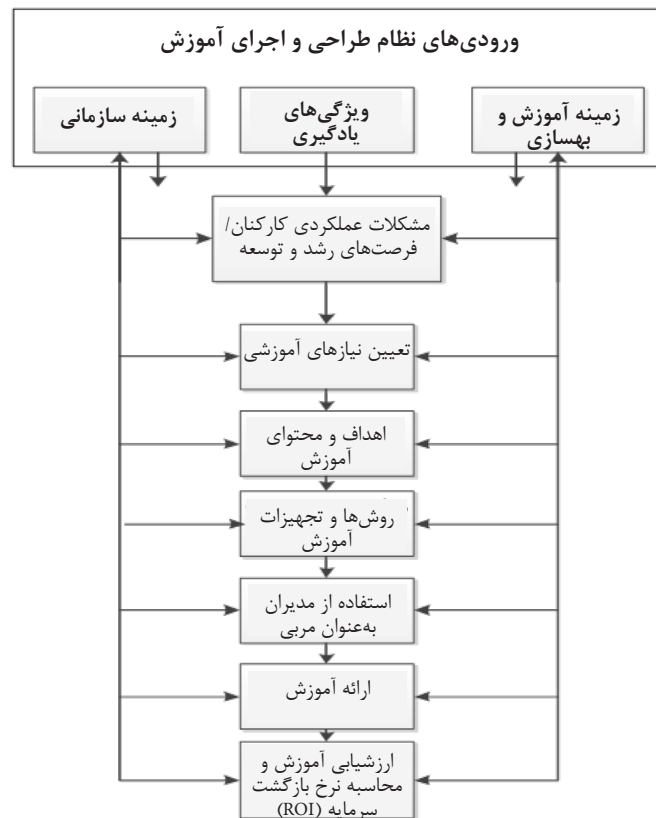 ورودی‌های نظام طراحی و اجرای آموزش
زمینه آموزش و
بهسازی
ویژگی‌های
یادگیری
زمینه سازمانی
مشکلات عملکردی کارکنان/
فرصت‌های رشد و توسعه
تعیین نیازهای آموزشی
اهداف و محتوای
آموزش
روش‌ها و تجهیزات
آموزش
استفاده از مدیران
به‌عنوان مربی
ارائه آموزش
ارزشیابی آموزش و
محاسبه نرخ بازگشت
سرمایه (ROI)